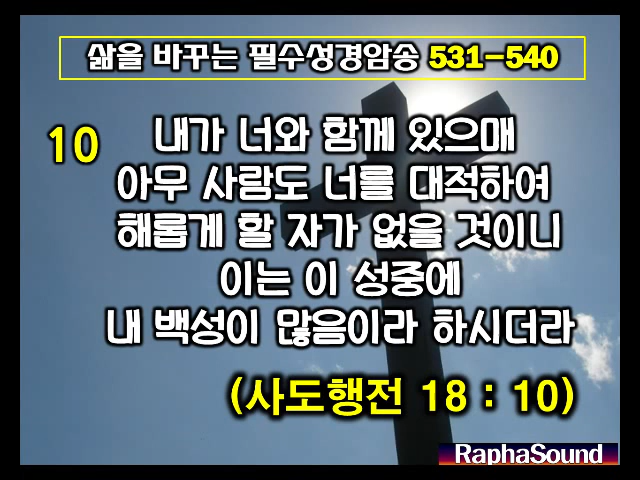 삶을 바꾸는 필수성경암송 531-540
10
내가 너와 함께 있으매
아무 사람도 너를 대적하여
해롭게 할 자가 없을 것이니
이는 이 성중에
내 백성이 많음이라 하시더라
(사도행전 18 : 10)
RaphaSound